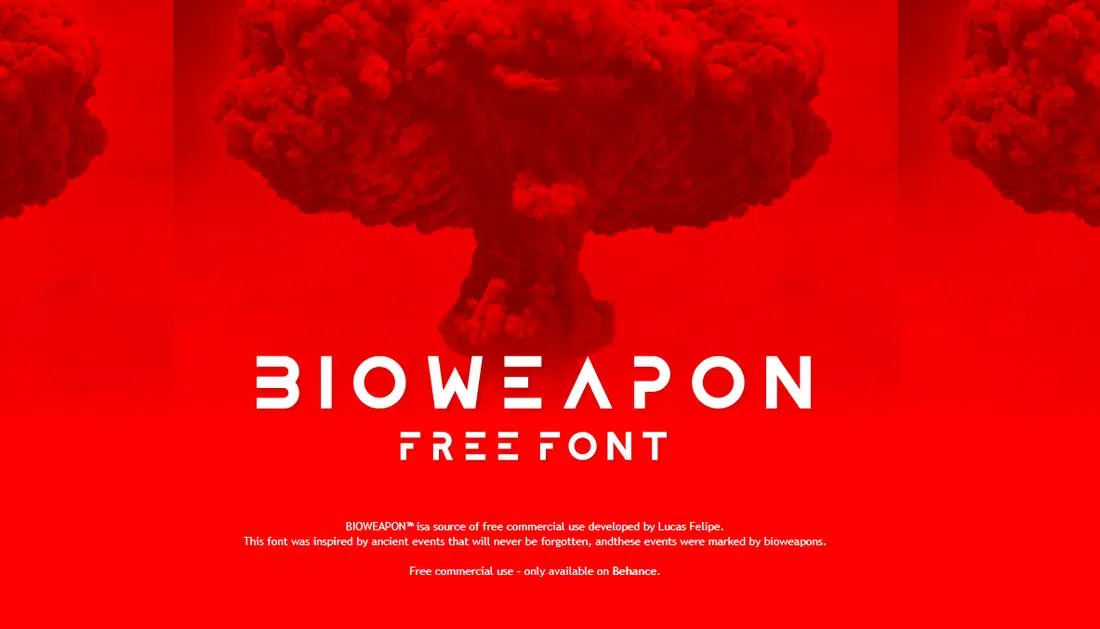 BIOWEAPON
FREE FONT
BIOWEAPON™ isa source of free commercial use developed by Lucas Felipe.
This font was inspired by ancient events that will never be forgotten, andthese events were marked by bioweapons.
Free commercial use - only available on Behance.